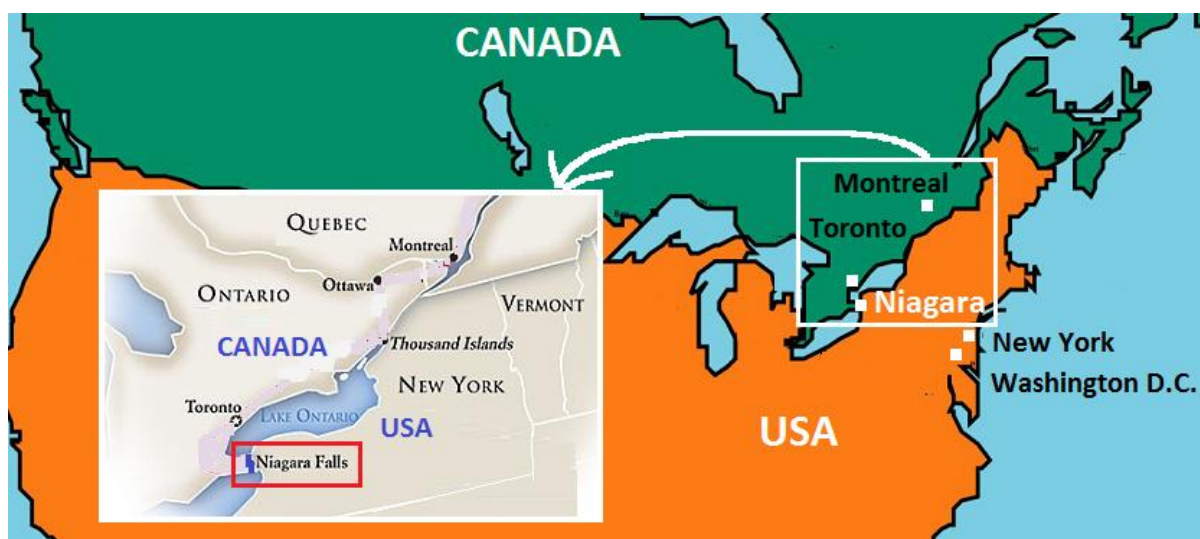 CANADA
Montreal
Toronto
Niagara
New York
Washington D.C.
USA
QUEBEC
Montreal
Ottawa
ONTARIO
VERMONT
CANADA
Thousand Islands
NEW YORK
Toronto
LAKE ONTARIO
USA
Niagara Falls